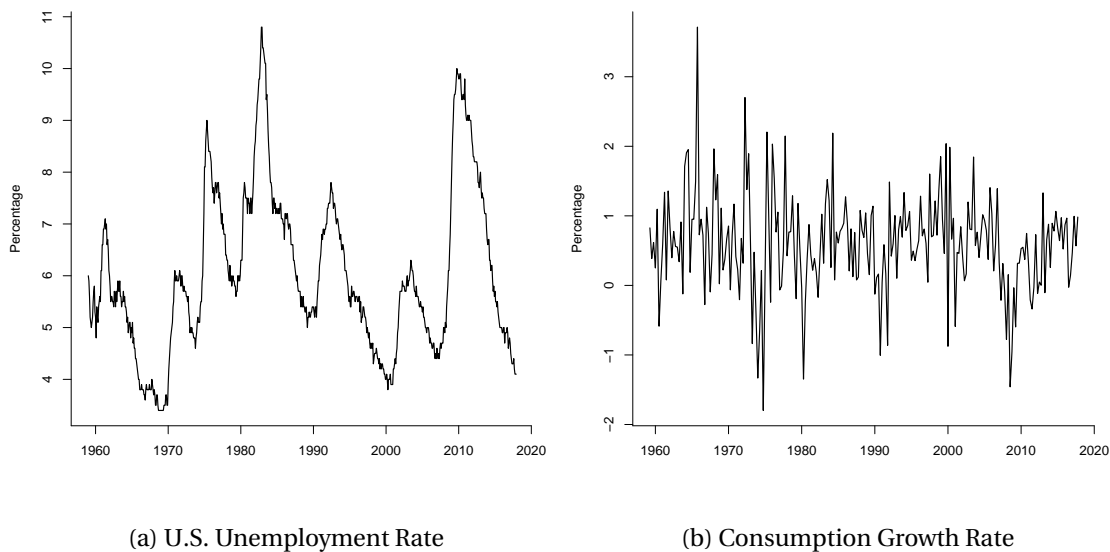 11
10
9
8
7
6
5
4
Percentage
1960 1970 1980 1990 2000 2010 2020
3
2
1
0
−1
−2
Percentage
1960 1970 1980 1990 2000 2010 2020
(a) U.S. Unemployment Rate
(b) Consumption Growth Rate